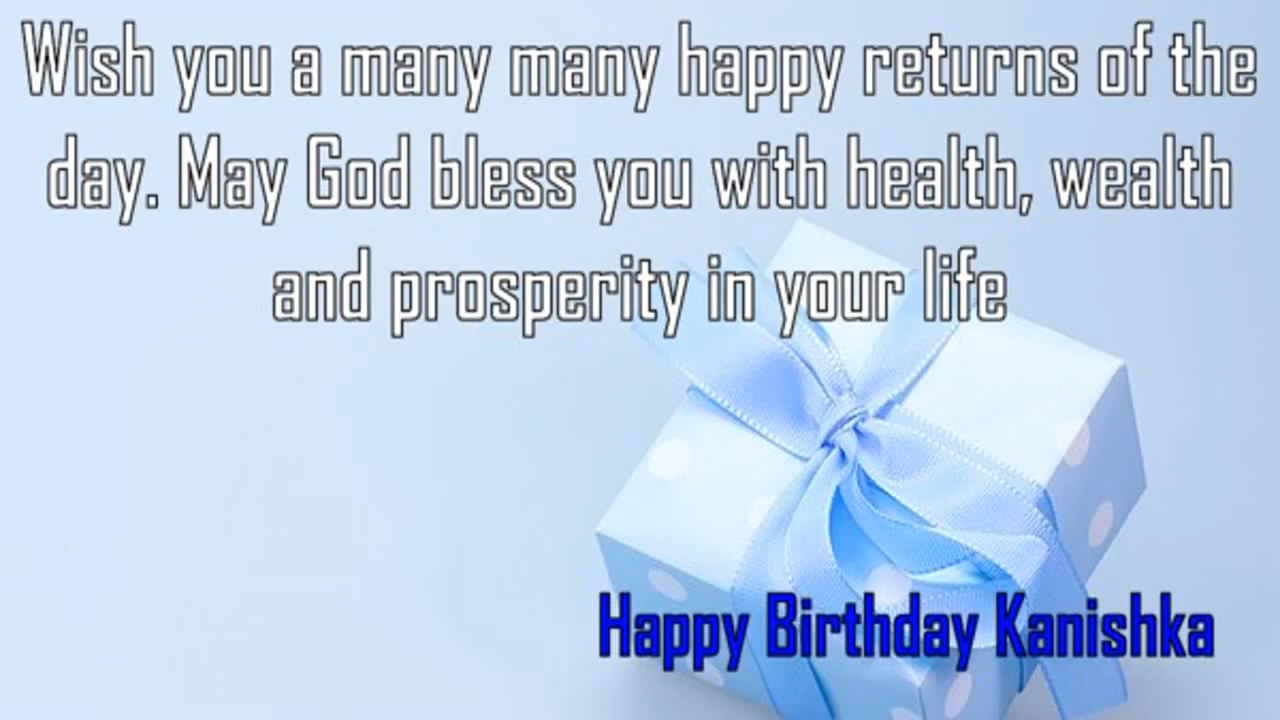 Wish you a many many happy returns of the
day. May God bless you with health, wealth
and prosperity in your life
Happy Birthday Kanishka